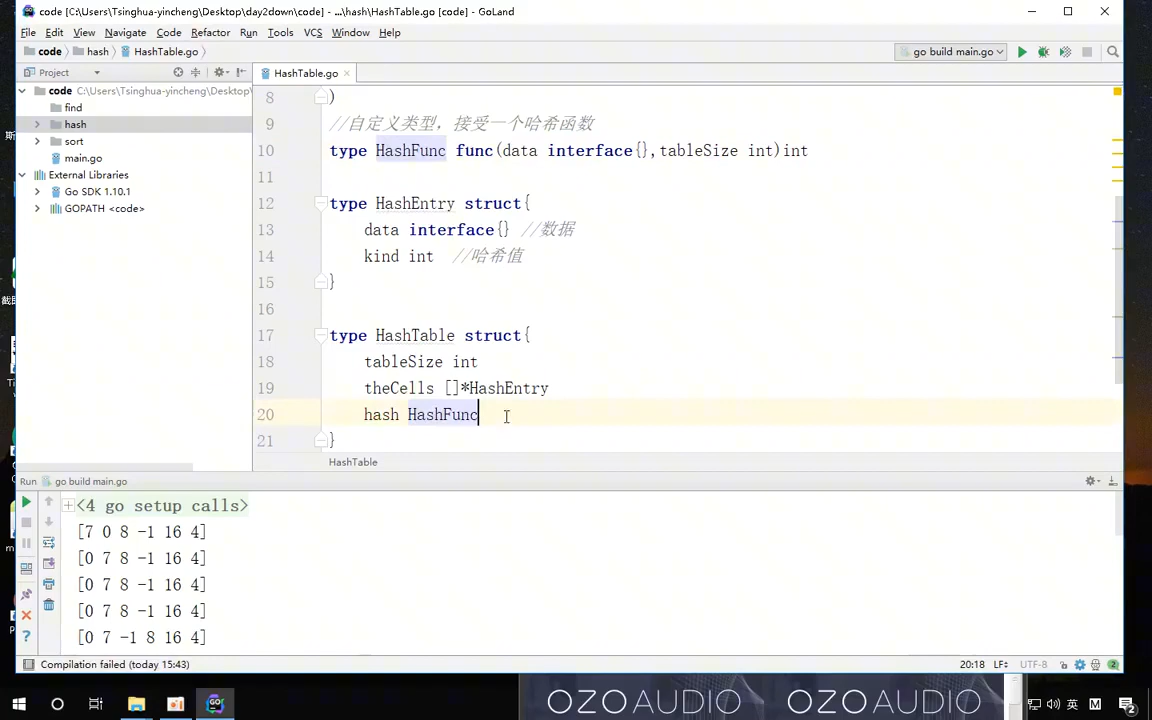 code [C:\Users\Tsinghua-yincheng\Desktop\day2down\code] - ...\hash\HashTable.go [code] - GoLand
File Edit View Navigate Code Refactor Run Tools VCS Window Help
code hash HashTable.go go build main.go
Project HashTable.go
code C:\Users\Tsinghua-yincheng\Desktop\
find
hash
sort
main.go
External Libraries
Go SDK 1.10.1
GOPATH <code>
8 )
9 //自定义类型，接受一个哈希函数
10 type HashFunc func(data interface{},tableSize int)int
11
12 type HashEntry struct{
13 data interface{} //数据
14 kind int //哈希值
15 }
16
17 type HashTable struct{
18 tableSize int
19 theCells []*HashEntry
20 hash HashFunc
21 }
HashTable
Run go build main.go
<4 go setup calls>
[7 0 8 -1 16 4]
[0 7 8 -1 16 4]
[0 7 8 -1 16 4]
[0 7 8 -1 16 4]
[0 7 -1 8 16 4]
Compilation failed (today 15:43) 20:18 LF÷ UTF-8 2
OZO AUDIO OZO AUDIO
英 M 2